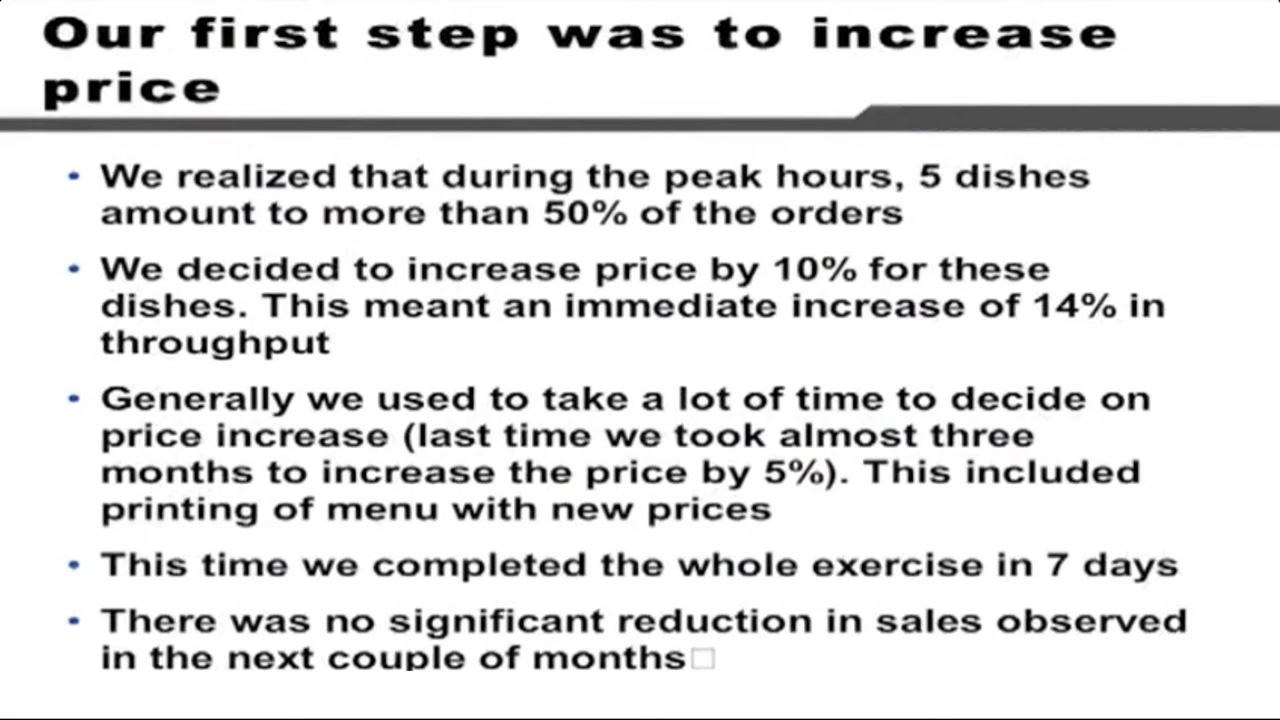 Our first step was to increase
price
• We realized that during the peak hours, 5 dishes
amount to more than 50% of the orders
• We decided to increase price by 10% for these
dishes. This meant an immediate increase of 14% in
throughput
• Generally we used to take a lot of time to decide on
price increase (last time we took almost three
months to increase the price by 5%). This included
printing of menu with new prices
• This time we completed the whole exercise in 7 days
• There was no significant reduction in sales observed
in the next couple of months□